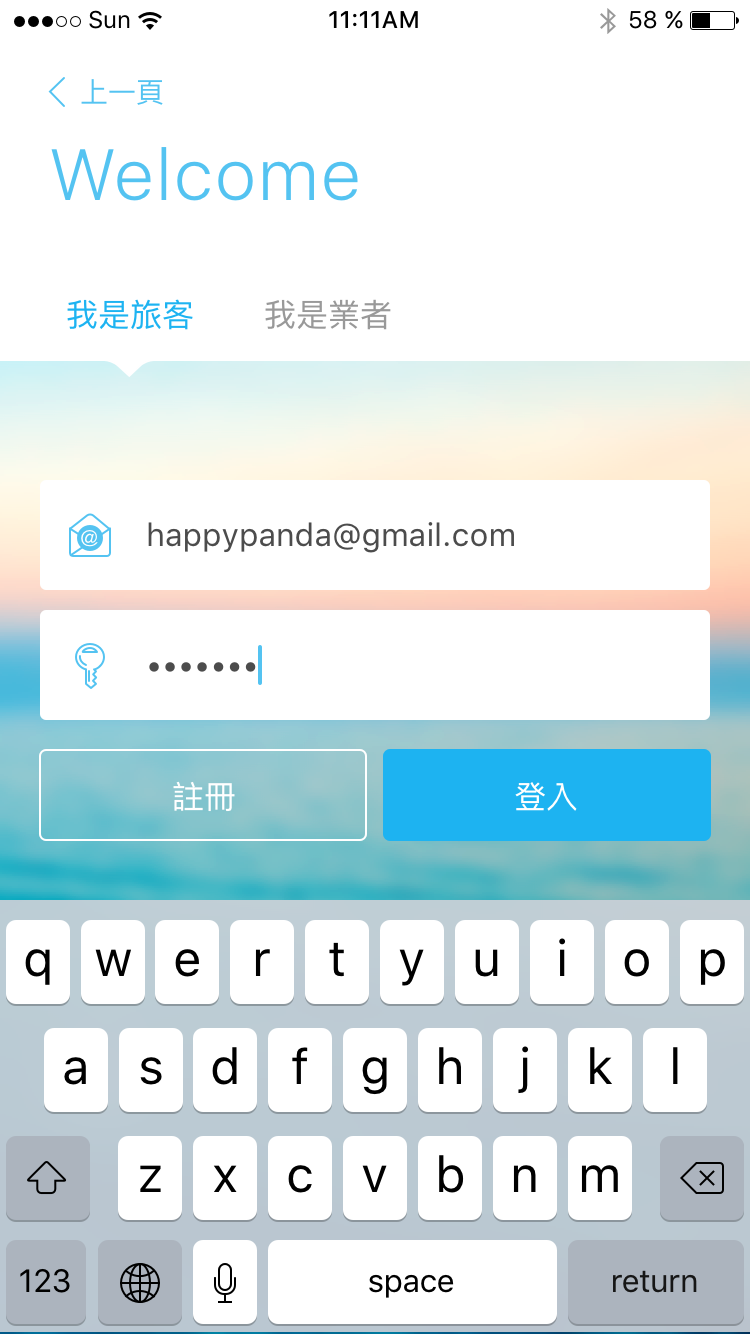 Sun 11:11AM 58 %
上一頁
Welcome
我是旅客 我是業者
@ happypanda@gmail.com
•••••••
註冊 登入
q w e r t y u i o p
a s d f g h j k l
z x c v b n m
123 space return